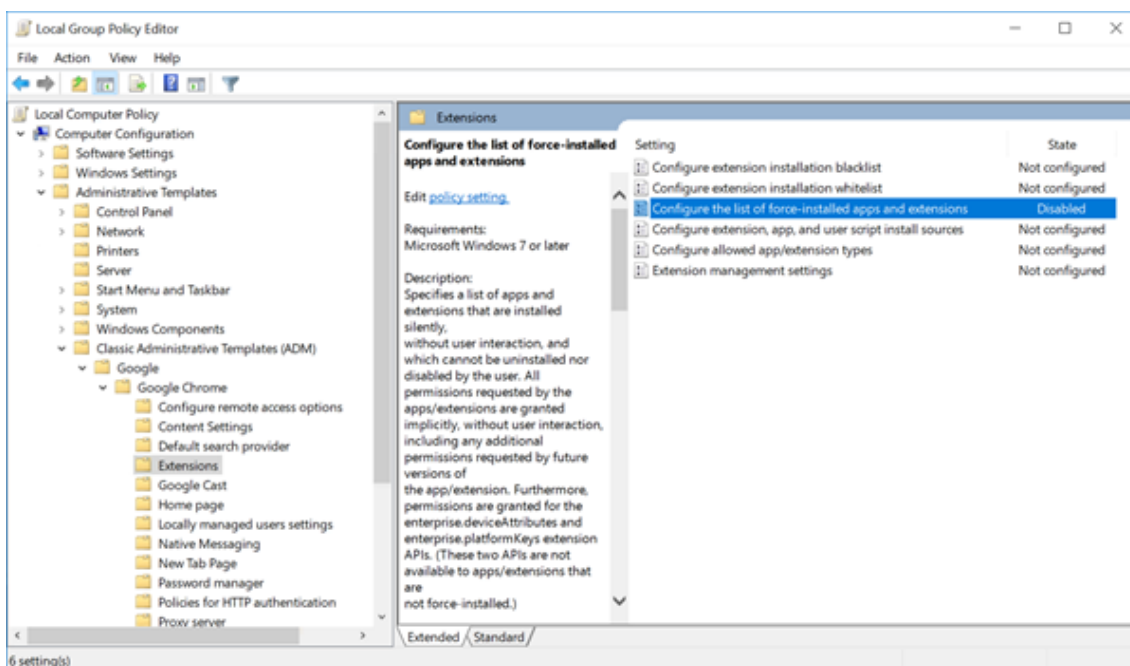 Local Group Policy Editor
File Action View Help
Local Computer Policy
Computer Configuration
Software Settings
Windows Settings
Administrative Templates
Control Panel
Network
Printers
Server
Start Menu and Taskbar
System
Windows Components
Classic Administrative Templates (ADM)
Google
Google Chrome
Configure remote access options
Content Settings
Default search provider
Extensions
Google Cast
Home page
Locally managed users settings
Native Messaging
New Tab Page
Password manager
Policies for HTTP authentication
Proxy server
Extensions
Configure the list of force-installed
apps and extensions
Edit policy setting.
Requirements:
Microsoft Windows 7 or later
Description:
Specifies a list of apps and
extensions that are installed
silently,
without user interaction, and
which cannot be uninstalled nor
disabled by the user. All
permissions requested by the
apps/extensions are granted
implicitly, without user interaction,
including any additional
permissions requested by future
versions of
the app/extension. Furthermore,
permissions are granted for the
enterprise.deviceAttributes and
enterprise.platformKeys extension
APIs. (These two APIs are not
available to apps/extensions that
are
not force-installed.)
Setting State
Configure extension installation blacklist Not configured
Configure extension installation whitelist Not configured
Configure the list of force-installed apps and extensions Disabled
Configure extension, app, and user script install sources Not configured
Configure allowed app/extension types Not configured
Extension management settings Not configured
Extended Standard
6 setting(s)